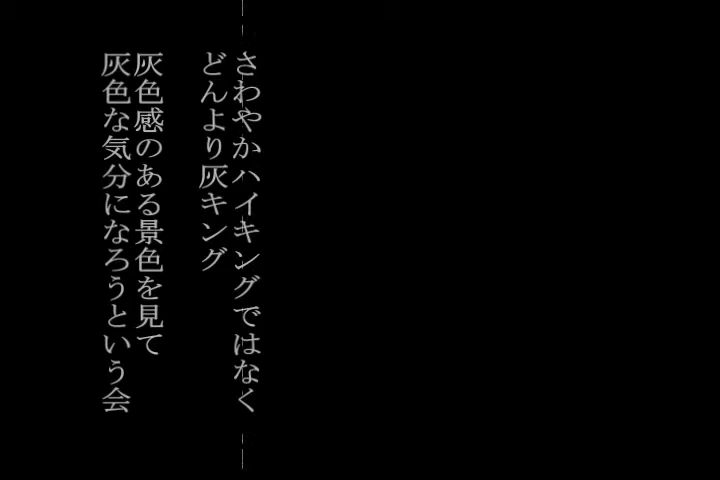 さわやかハイキングではなく
どんより灰キング
灰色感のある景色を見て
灰色な気分になろうという会